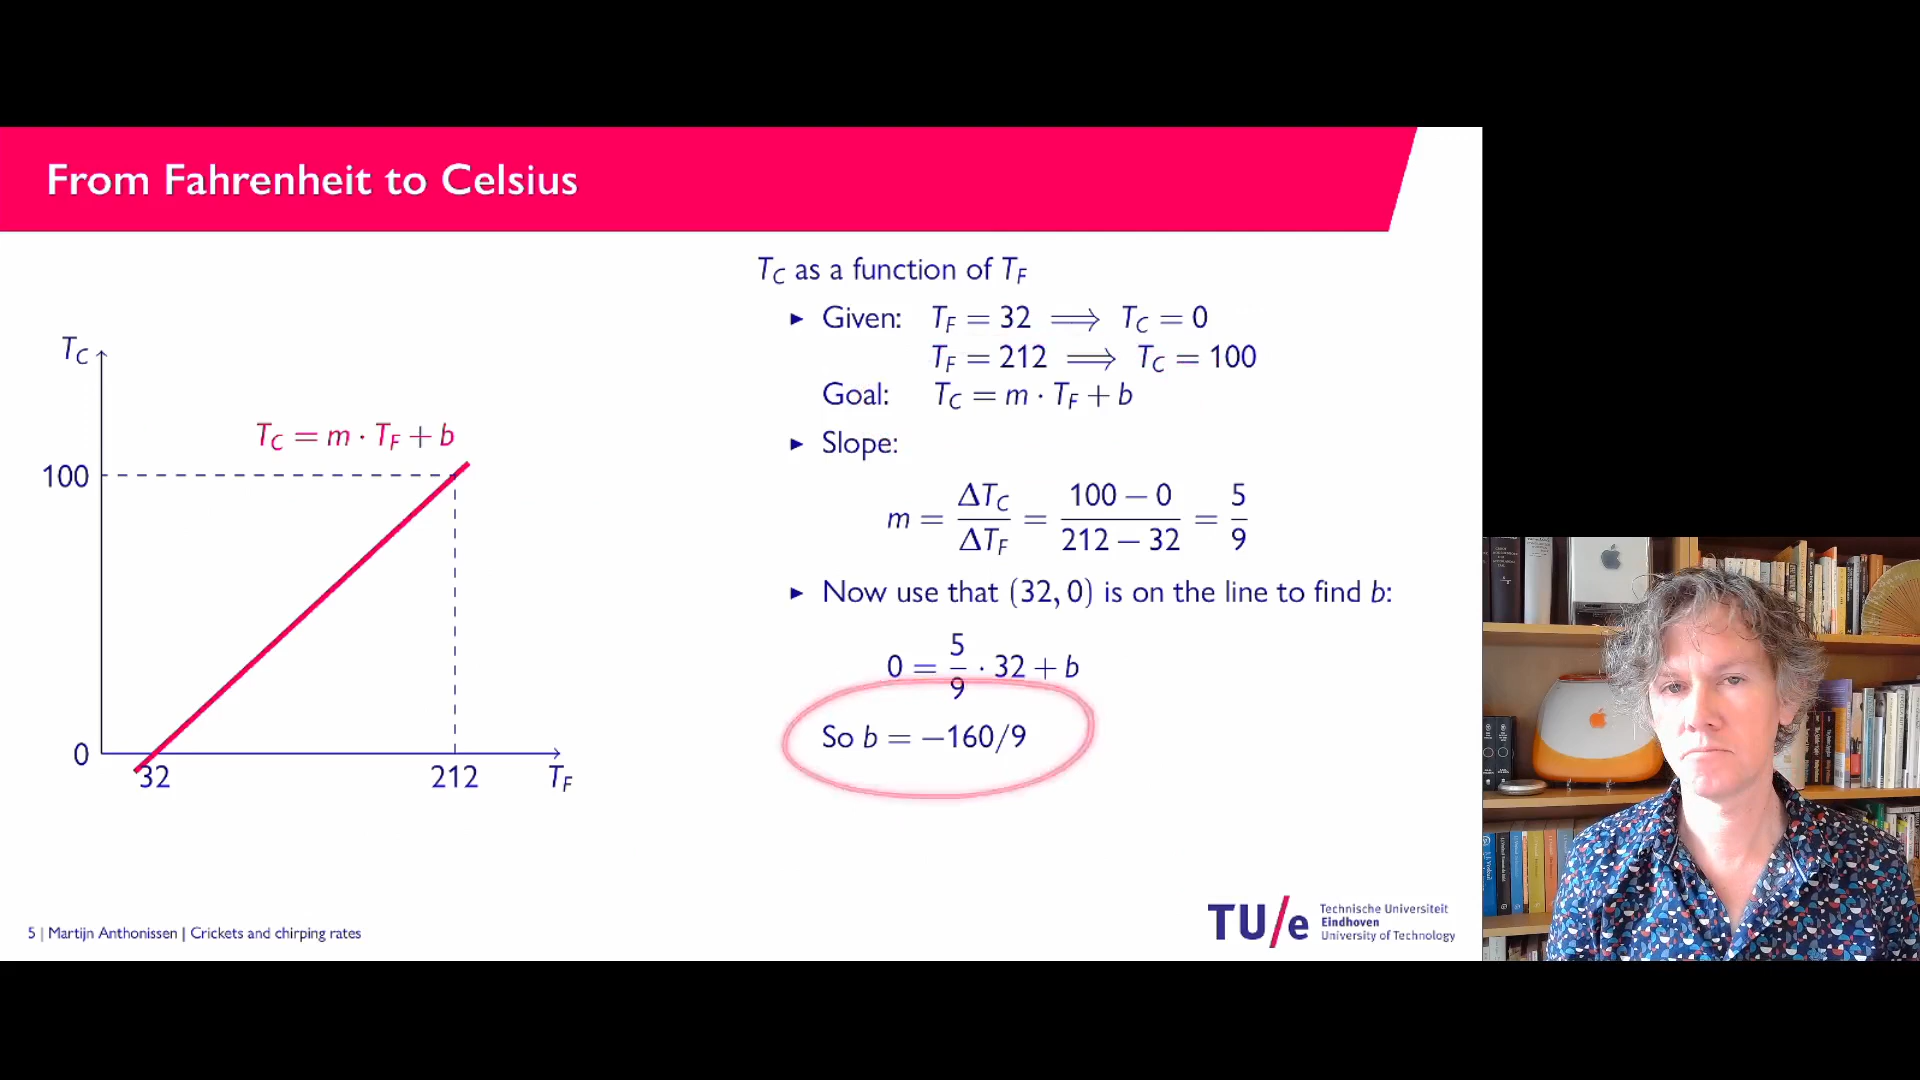 From Fahrenheit to Celsius
T_C as a function of T_F
▸ Given: T_F = 32 ⟹ T_C = 0
T_F = 212 ⟹ T_C = 100
Goal: T_C = m · T_F + b
▸ Slope:
m = ΔT_C/ΔT_F = (100 − 0)/(212 − 32) = 5/9
▸ Now use that (32, 0) is on the line to find b:
0 = 5/9 · 32 + b
So b = −160/9
T_C
T_C = m · T_F + b
100
0
32
212
T_F
5 | Martijn Anthonissen | Crickets and chirping rates
TU/e
Technische Universiteit
Eindhoven
University of Technology